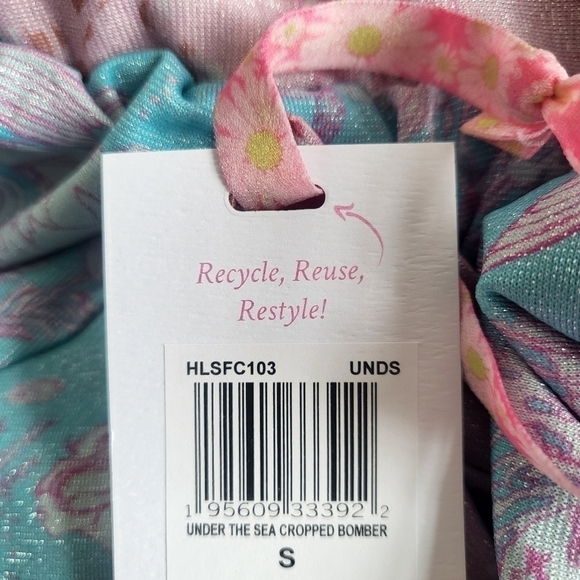 Recycle, Reuse,
Restyle!
HLSFC103 UNDS
1 95609 33392 2
UNDER THE SEA CROPPED BOMBER
S